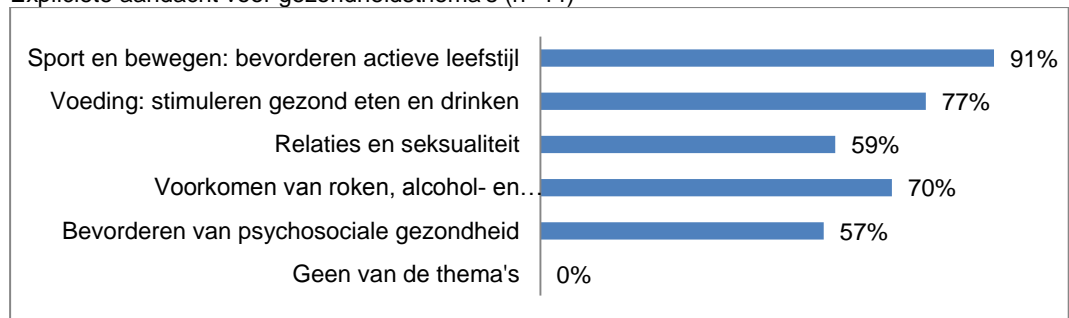 Expliciete aandacht voor gezondheidsthema's (n=44)
Sport en bewegen: bevorderen actieve leefstijl 91%
Voeding: stimuleren gezond eten en drinken 77%
Relaties en seksualiteit 59%
Voorkomen van roken, alcohol- en… 70%
Bevorderen van psychosociale gezondheid 57%
Geen van de thema's 0%